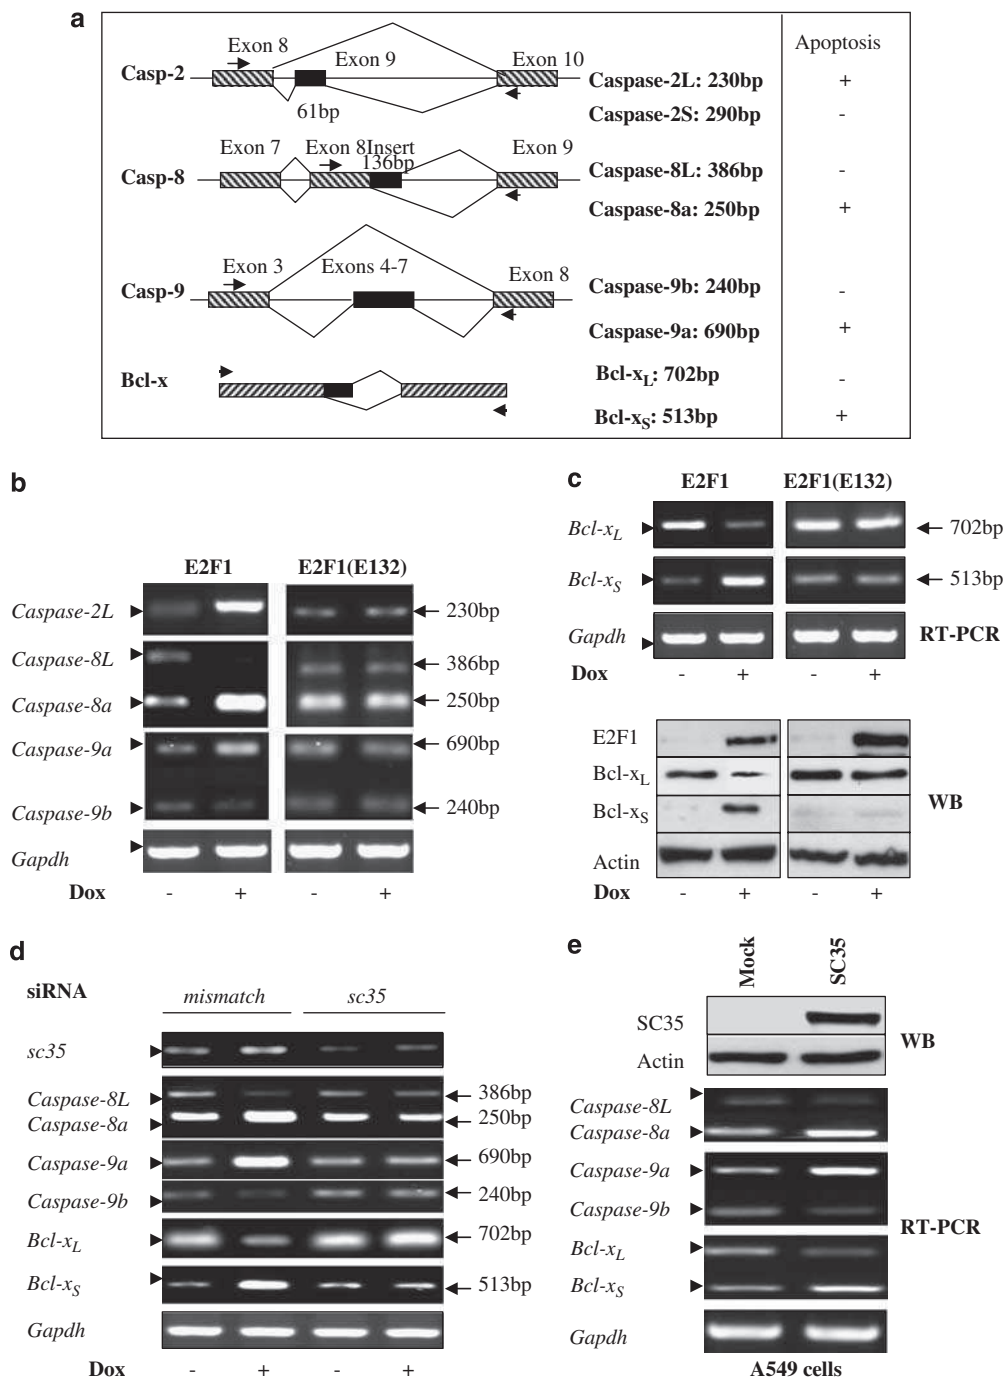 a
Apoptosis
Exon 8
Exon 9
Exon 10
Casp-2
61bp
Caspase-2L: 230bp +
Caspase-2S: 290bp -
Exon 7
Exon 8
Insert
136bp
Exon 9
Casp-8
Caspase-8L: 386bp -
Caspase-8a: 250bp +
Exon 3
Exons 4-7
Exon 8
Casp-9
Caspase-9b: 240bp -
Caspase-9a: 690bp +
Bcl-x
Bcl-xL: 702bp -
Bcl-xS: 513bp +
b
E2F1 E2F1(E132)
Caspase-2L 230bp
Caspase-8L 386bp
Caspase-8a 250bp
Caspase-9a 690bp
Caspase-9b 240bp
Gapdh
Dox - + - +
c
E2F1 E2F1(E132)
Bcl-xL 702bp
Bcl-xS 513bp
Gapdh RT-PCR
Dox - + - +
E2F1
Bcl-xL
WB
Bcl-xS
Actin
Dox - + - +
d
siRNA mismatch sc35
sc35
Caspase-8L 386bp
Caspase-8a 250bp
Caspase-9a 690bp
Caspase-9b 240bp
Bcl-xL 702bp
Bcl-xS 513bp
Gapdh
Dox - + - +
e
Mock SC35
SC35
WB
Actin
Caspase-8L
Caspase-8a
Caspase-9a
Caspase-9b
RT-PCR
Bcl-xL
Bcl-xS
Gapdh
A549 cells